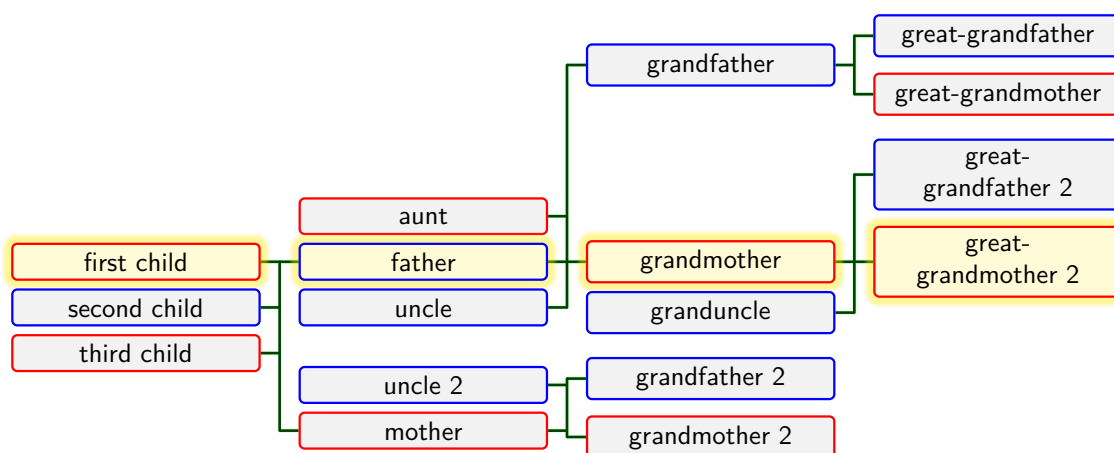 great-grandfather
grandfather
great-grandmother
great-
grandfather 2
aunt
first child
father
grandmother
great-
grandmother 2
second child
uncle
granduncle
third child
uncle 2
grandfather 2
mother
grandmother 2